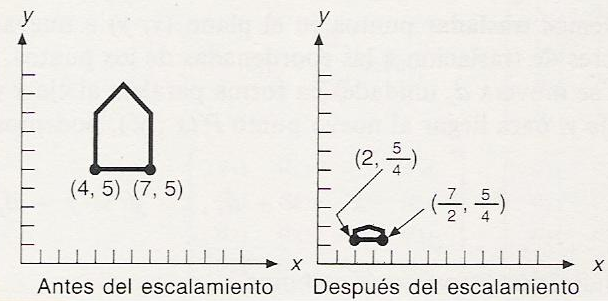 y
y
(2, 5/4)
(4, 5) (7, 5)
(7/2, 5/4)
x
x
Antes del escalamiento
Después del escalamiento